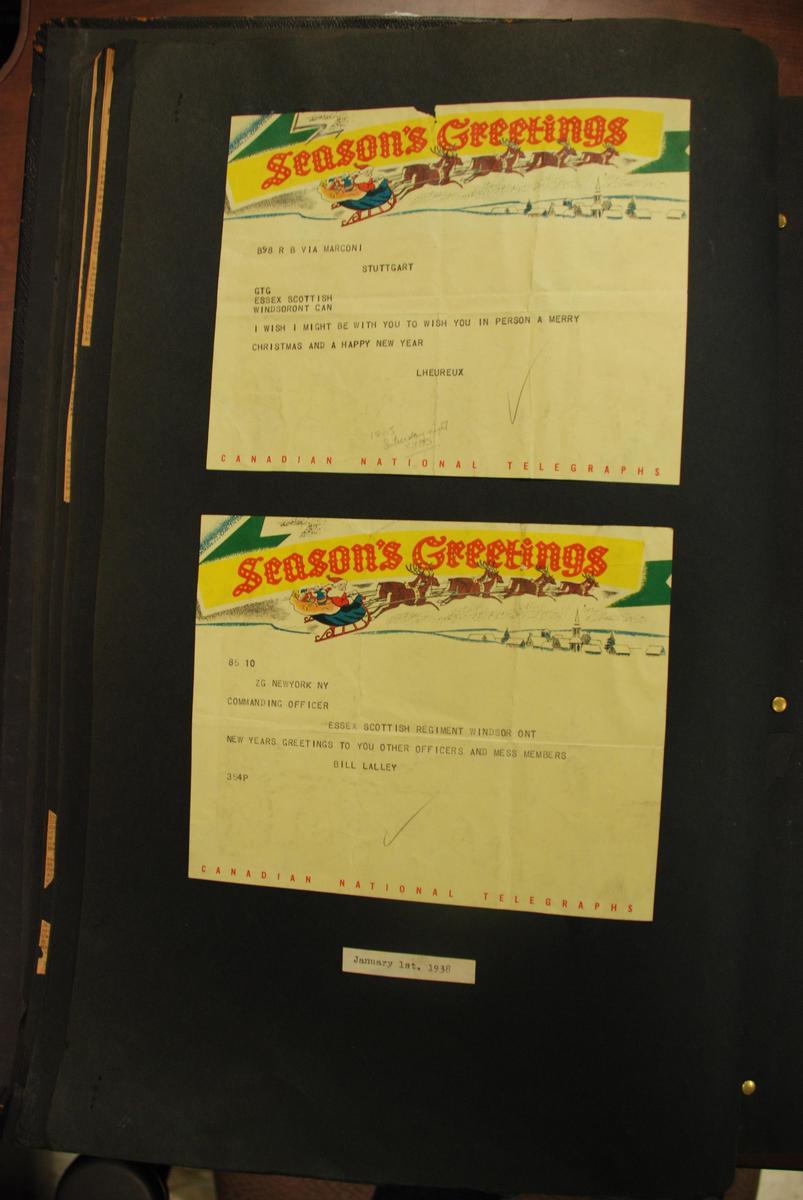 Season's Greetings
898 R B VIA MARCONI
STUTTGART
GTG
ESSEX SCOTTISH
WINDSORONT CAN
I WISH I MIGHT BE WITH YOU TO WISH YOU IN PERSON A MERRY
CHRISTMAS AND A HAPPY NEW YEAR
LHEUREUX
CANADIAN NATIONAL TELEGRAPHS
Season's Greetings
85 10
ZG NEWYORK NY
COMMANDING OFFICER
ESSEX SCOTTISH REGIMENT WINDSOR ONT
NEW YEARS GREETINGS TO YOU OTHER OFFICERS AND MESS MEMBERS
BILL LALLEY
354P
CANADIAN NATIONAL TELEGRAPHS
January 1st, 1938